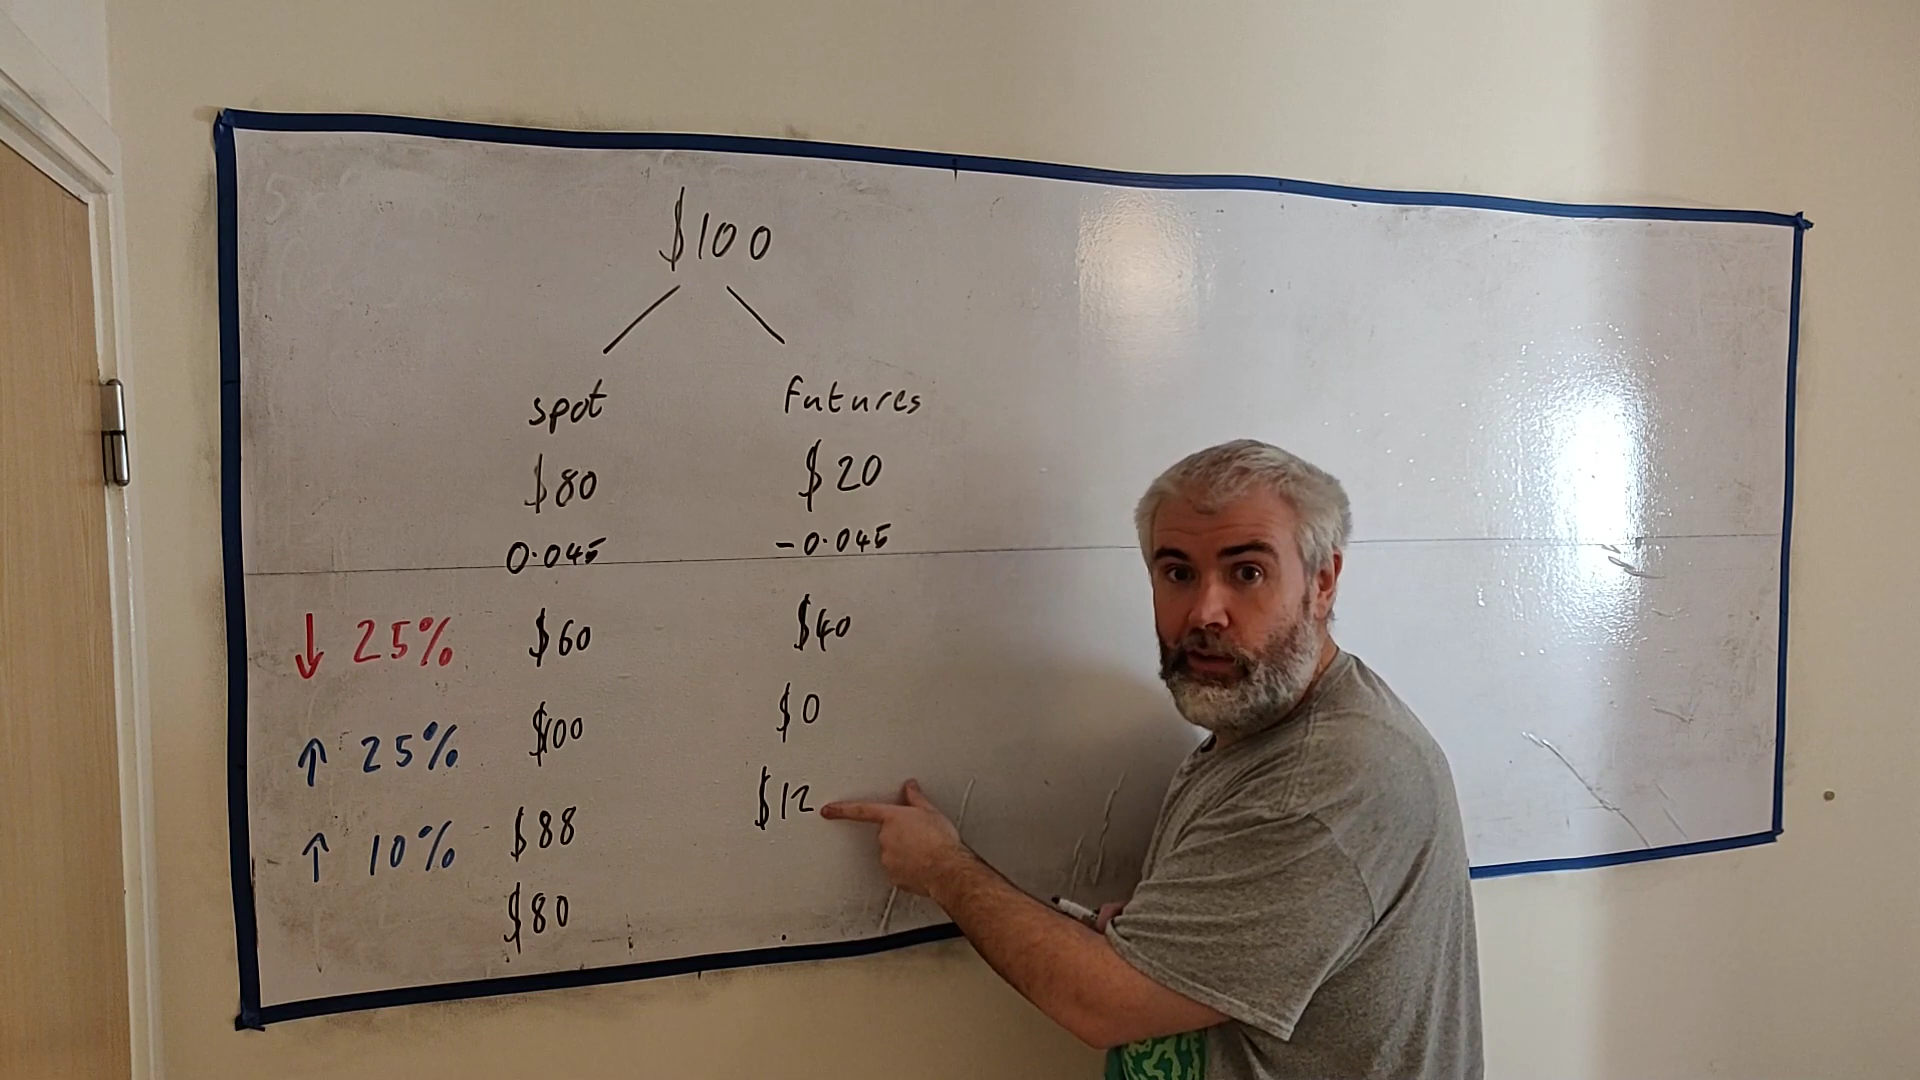 $100
spot futures
$80 $20
0.045 -0.045
↓ 25% $60 $40
↑ 25% $100 $0
↑ 10% $88 $12
$80